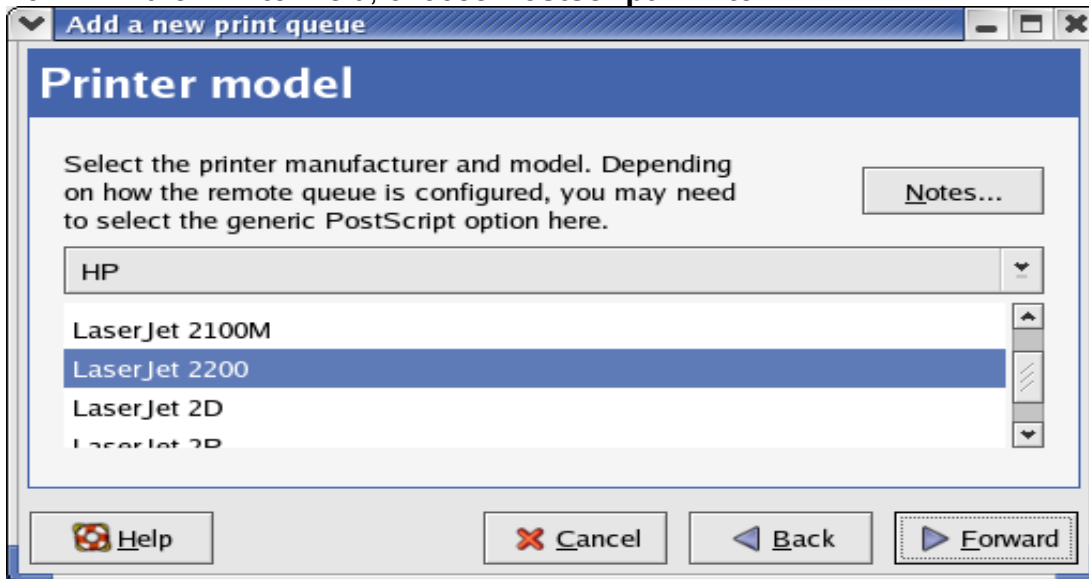 Add a new print queue
Printer model
Select the printer manufacturer and model. Depending
on how the remote queue is configured, you may need
to select the generic PostScript option here.
Notes...
HP
LaserJet 2100M
LaserJet 2200
LaserJet 2D
Help
Cancel
Back
Forward